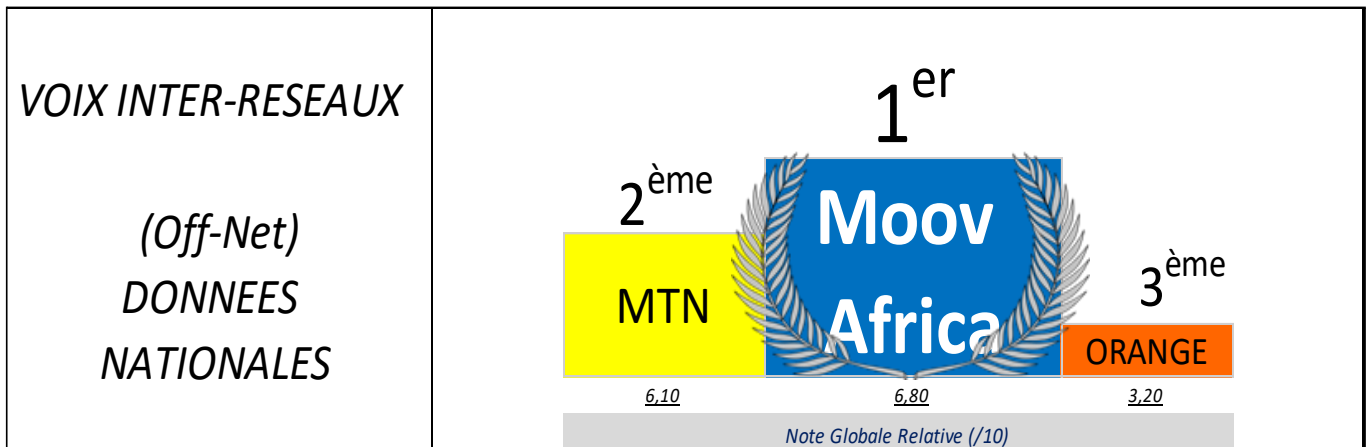 VOIX INTER-RESEAUX
(Off-Net)
DONNEES
NATIONALES
1er
2ème
3ème
Moov
Africa
MTN
ORANGE
6,10
6,80
3,20
Note Globale Relative (/10)